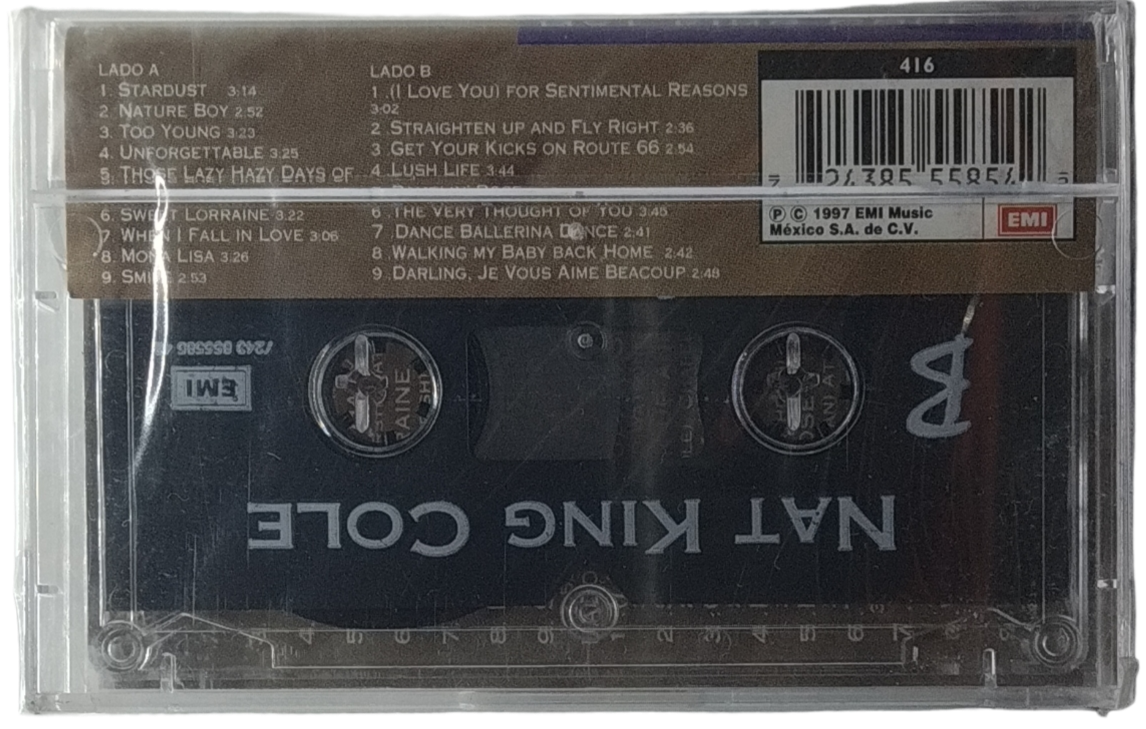 LADO A
1. STARDUST 3:14
2. NATURE BOY 2:52
3. TOO YOUNG 3:23
4. UNFORGETTABLE 3:25
5. THOSE LAZY HAZY DAYS OF
6. SWEET LORRAINE 3:22
7. WHEN I FALL IN LOVE 3:06
8. MONA LISA 3:26
9. SMILE 2:53
LADO B
1 .(I LOVE YOU) FOR SENTIMENTAL REASONS
3:02
2 .STRAIGHTEN UP AND FLY RIGHT 2:36
3 .GET YOUR KICKS ON ROUTE 66 2:54
4 .LUSH LIFE 3:44
6 .THE VERY THOUGHT OF YOU 3:45
7 .DANCE BALLERINA DANCE 2:41
8 .WALKING MY BABY BACK HOME 2:42
9 .DARLING, JE VOUS AIME BEACOUP 2:48
416
7 24385 55854
Ⓟ © 1997 EMI Music
México S.A. de C.V.
EMI
EMI
B
NAT KING COLE